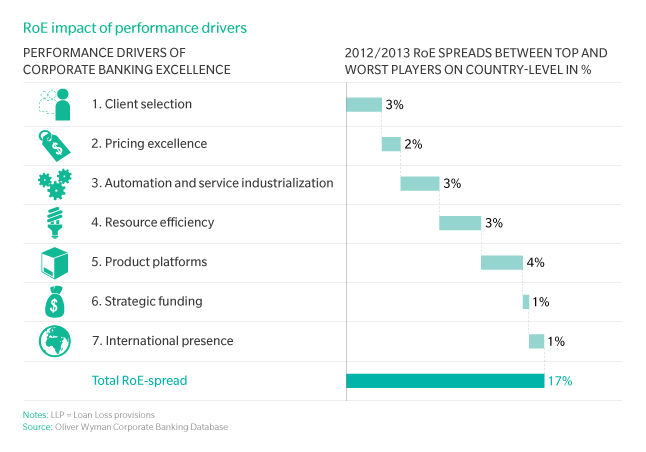 RoE impact of performance drivers
PERFORMANCE DRIVERS OF
CORPORATE BANKING EXCELLENCE
2012/2013 RoE SPREADS BETWEEN TOP AND
WORST PLAYERS ON COUNTRY-LEVEL IN %
1. Client selection
3%
2. Pricing excellence
2%
3. Automation and service industrialization
3%
4. Resource efficiency
3%
5. Product platforms
4%
6. Strategic funding
1%
7. International presence
1%
Total RoE-spread
17%
Notes: LLP = Loan Loss provisions
Source: Oliver Wyman Corporate Banking Database
$
$